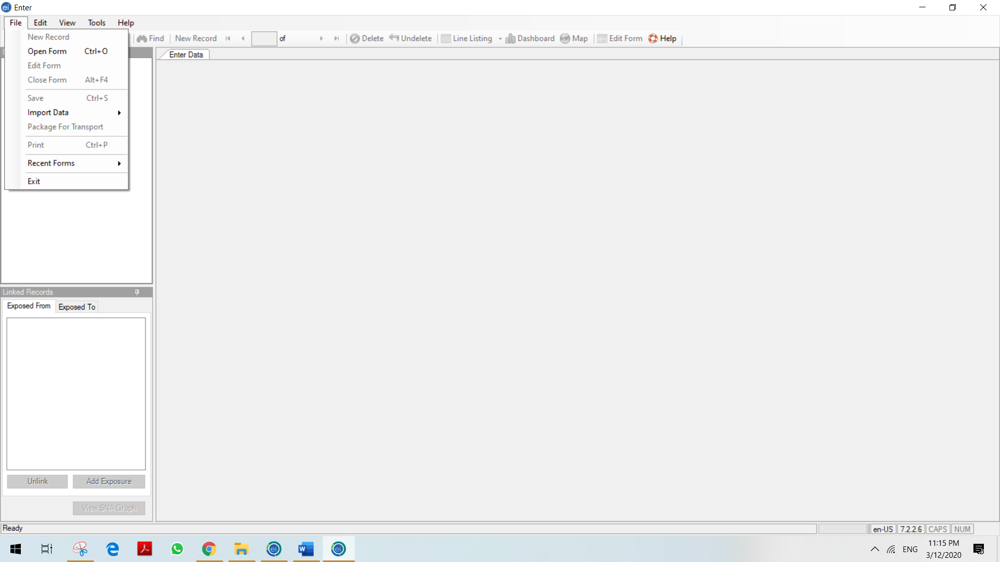 Enter
File Edit View Tools Help
Find New Record of Delete Undelete Line Listing Dashboard Map Edit Form Help
New Record
Open Form Ctrl+O
Edit Form
Close Form Alt+F4
Save Ctrl+S
Import Data
Package For Transport
Print Ctrl+P
Recent Forms
Exit
Enter Data
Linked Records
Exposed From Exposed To
Unlink Add Exposure
View SNA Graph
Ready en-US 7.2.2.6 CAPS NUM
ENG
11:15 PM
3/12/2020